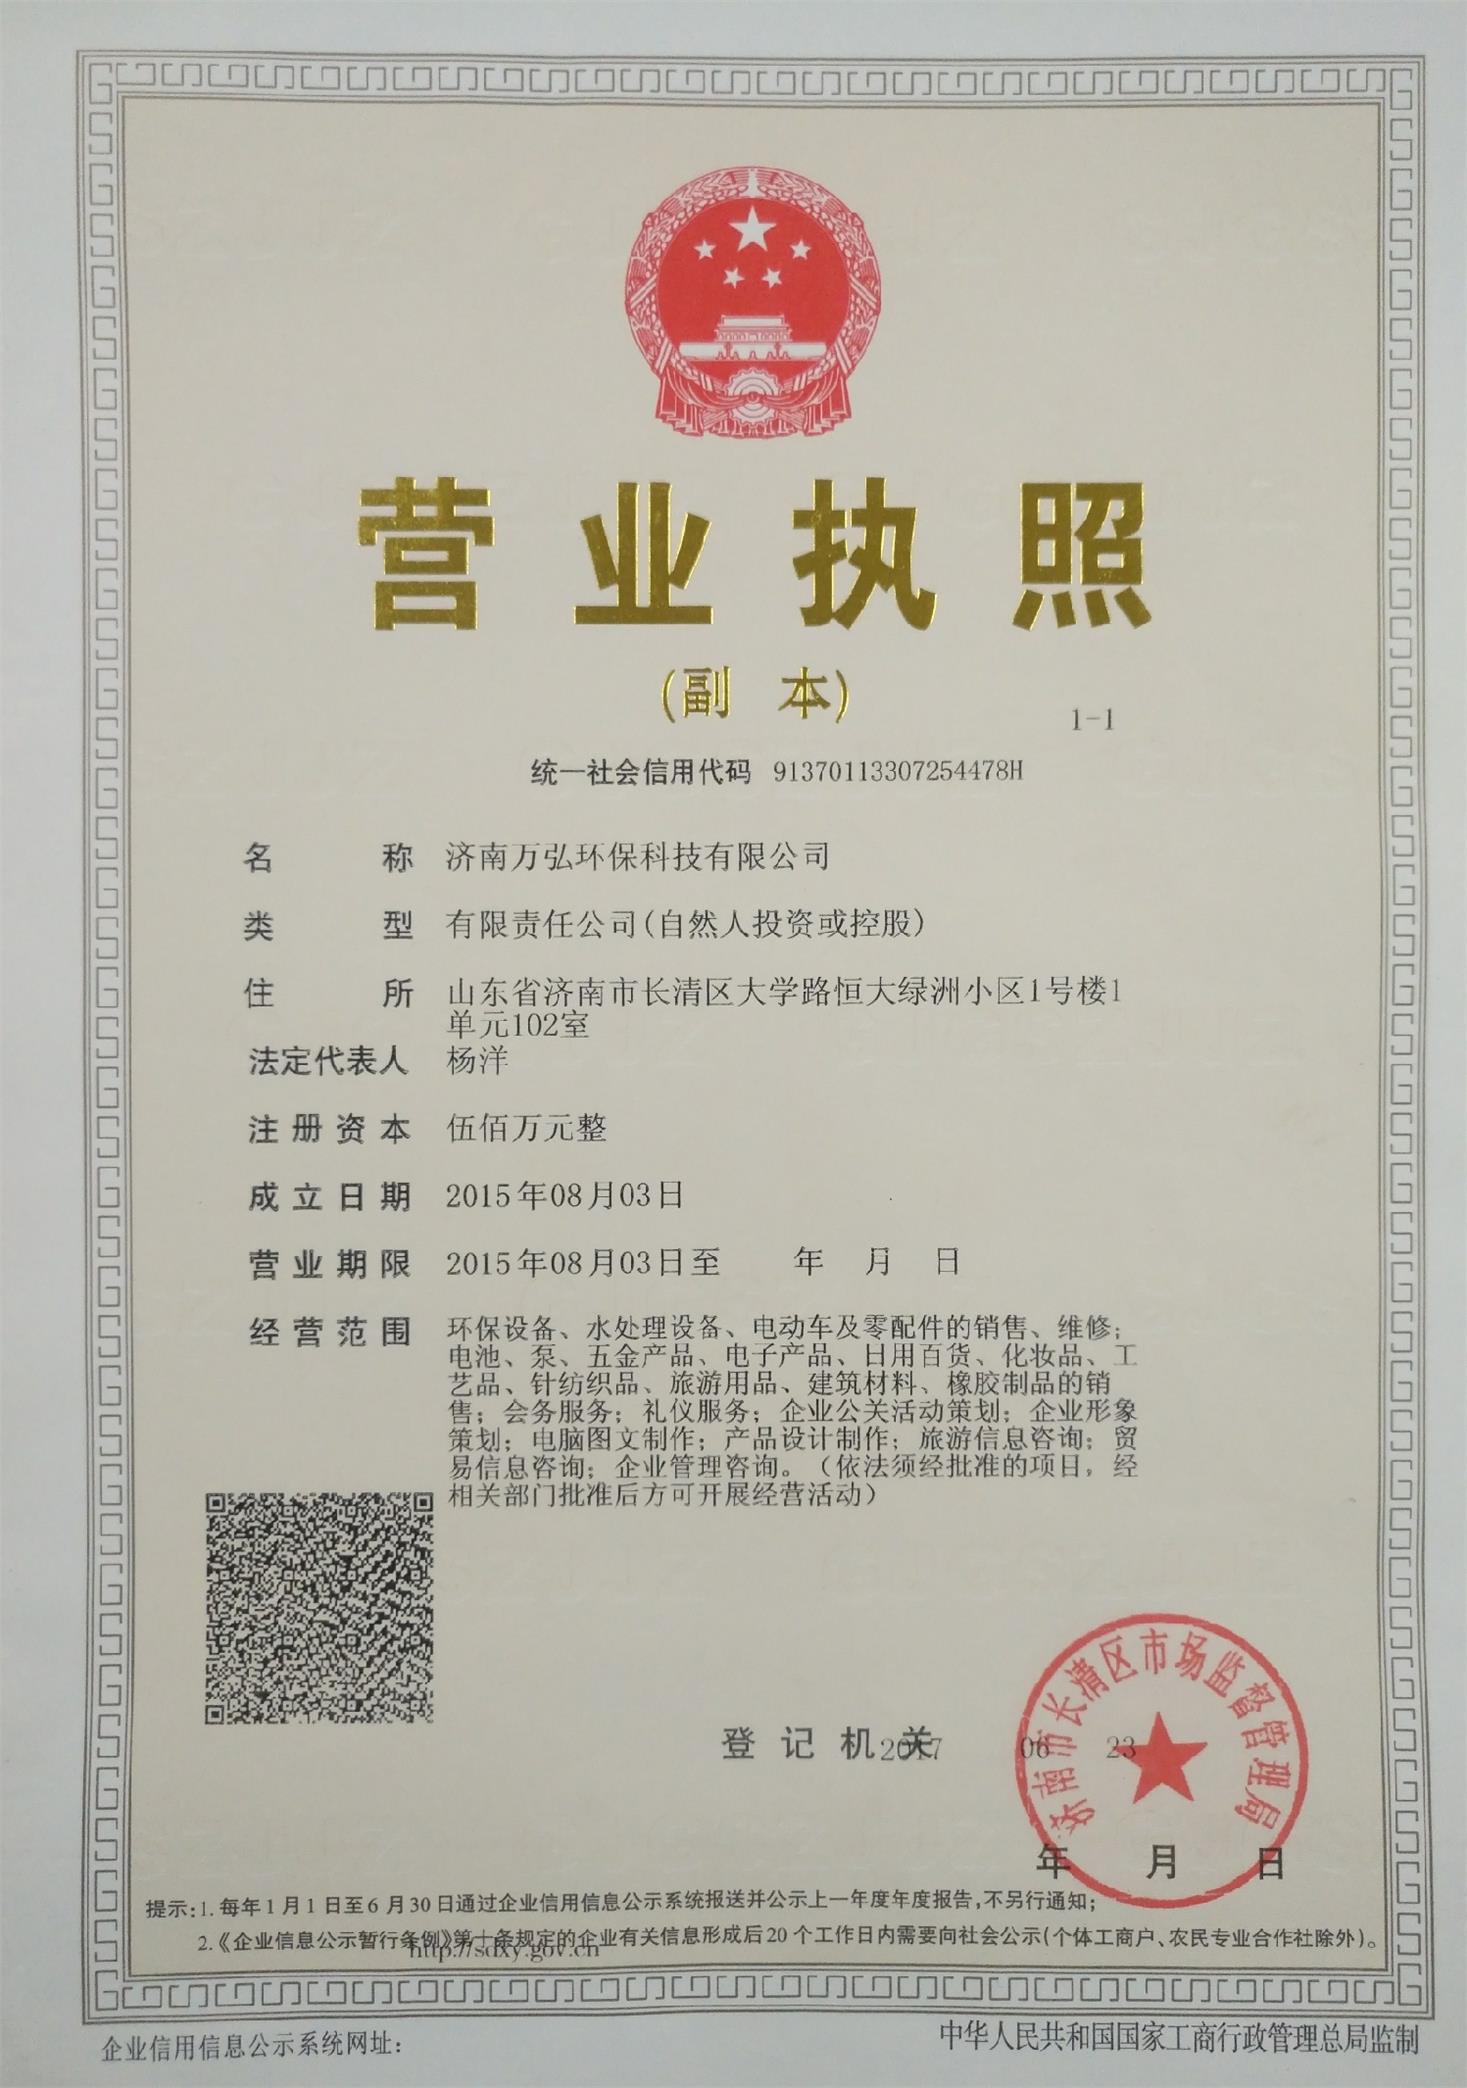 营业执照
(副 本)
1-1
统一社会信用代码 91370113307254478H
名 称 济南万弘环保科技有限公司
类 型 有限责任公司(自然人投资或控股)
住 所 山东省济南市长清区大学路恒大绿洲小区1号楼1
单元102室
法定代表人 杨洋
注册资本 伍佰万元整
成立日期 2015年08月03日
营业期限 2015年08月03日至 年 月 日
经营范围 环保设备、水处理设备、电动车及零配件的销售、维修；
电池、泵、五金产品、电子产品、日用百货、化妆品、工
艺品、针纺织品、旅游用品、建筑材料、橡胶制品的销
售；会务服务；礼仪服务；企业公关活动策划；企业形象
策划；电脑图文制作；产品设计制作；旅游信息咨询；贸
易信息咨询；企业管理咨询。（依法须经批准的项目，经
相关部门批准后方可开展经营活动）
济南市长清区市场监督管理局
登记机关
2017 06 23
年 月 日
提示:1.每年1月1日至6月30日通过企业信用信息公示系统报送并公示上一年度年度报告,不另行通知;
2.《企业信息公示暂行条例》第十条规定的企业有关信息形成后20个工作日内需要向社会公示(个体工商户、农民专业合作社除外)。
http://sdxy.gov.cn
企业信用信息公示系统网址:
中华人民共和国国家工商行政管理总局监制